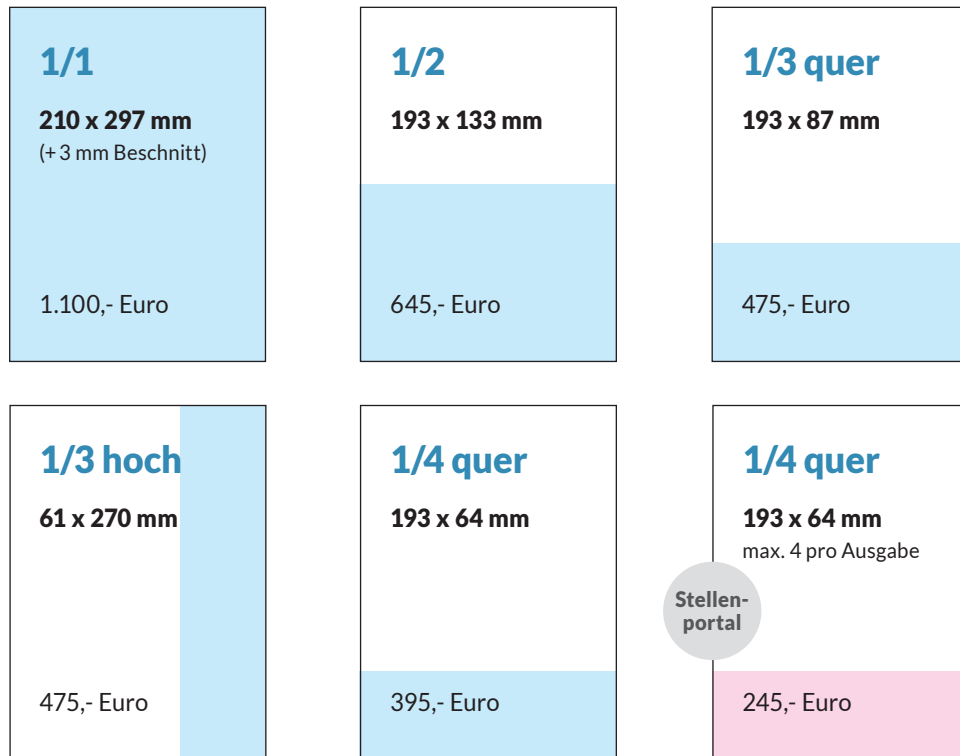 1/1
210 x 297 mm
(+ 3 mm Beschnitt)
1.100,- Euro
1/2
193 x 133 mm
645,- Euro
1/3 quer
193 x 87 mm
475,- Euro
1/3 hoch
61 x 270 mm
475,- Euro
1/4 quer
193 x 64 mm
395,- Euro
1/4 quer
193 x 64 mm
max. 4 pro Ausgabe
Stellen-
portal
245,- Euro